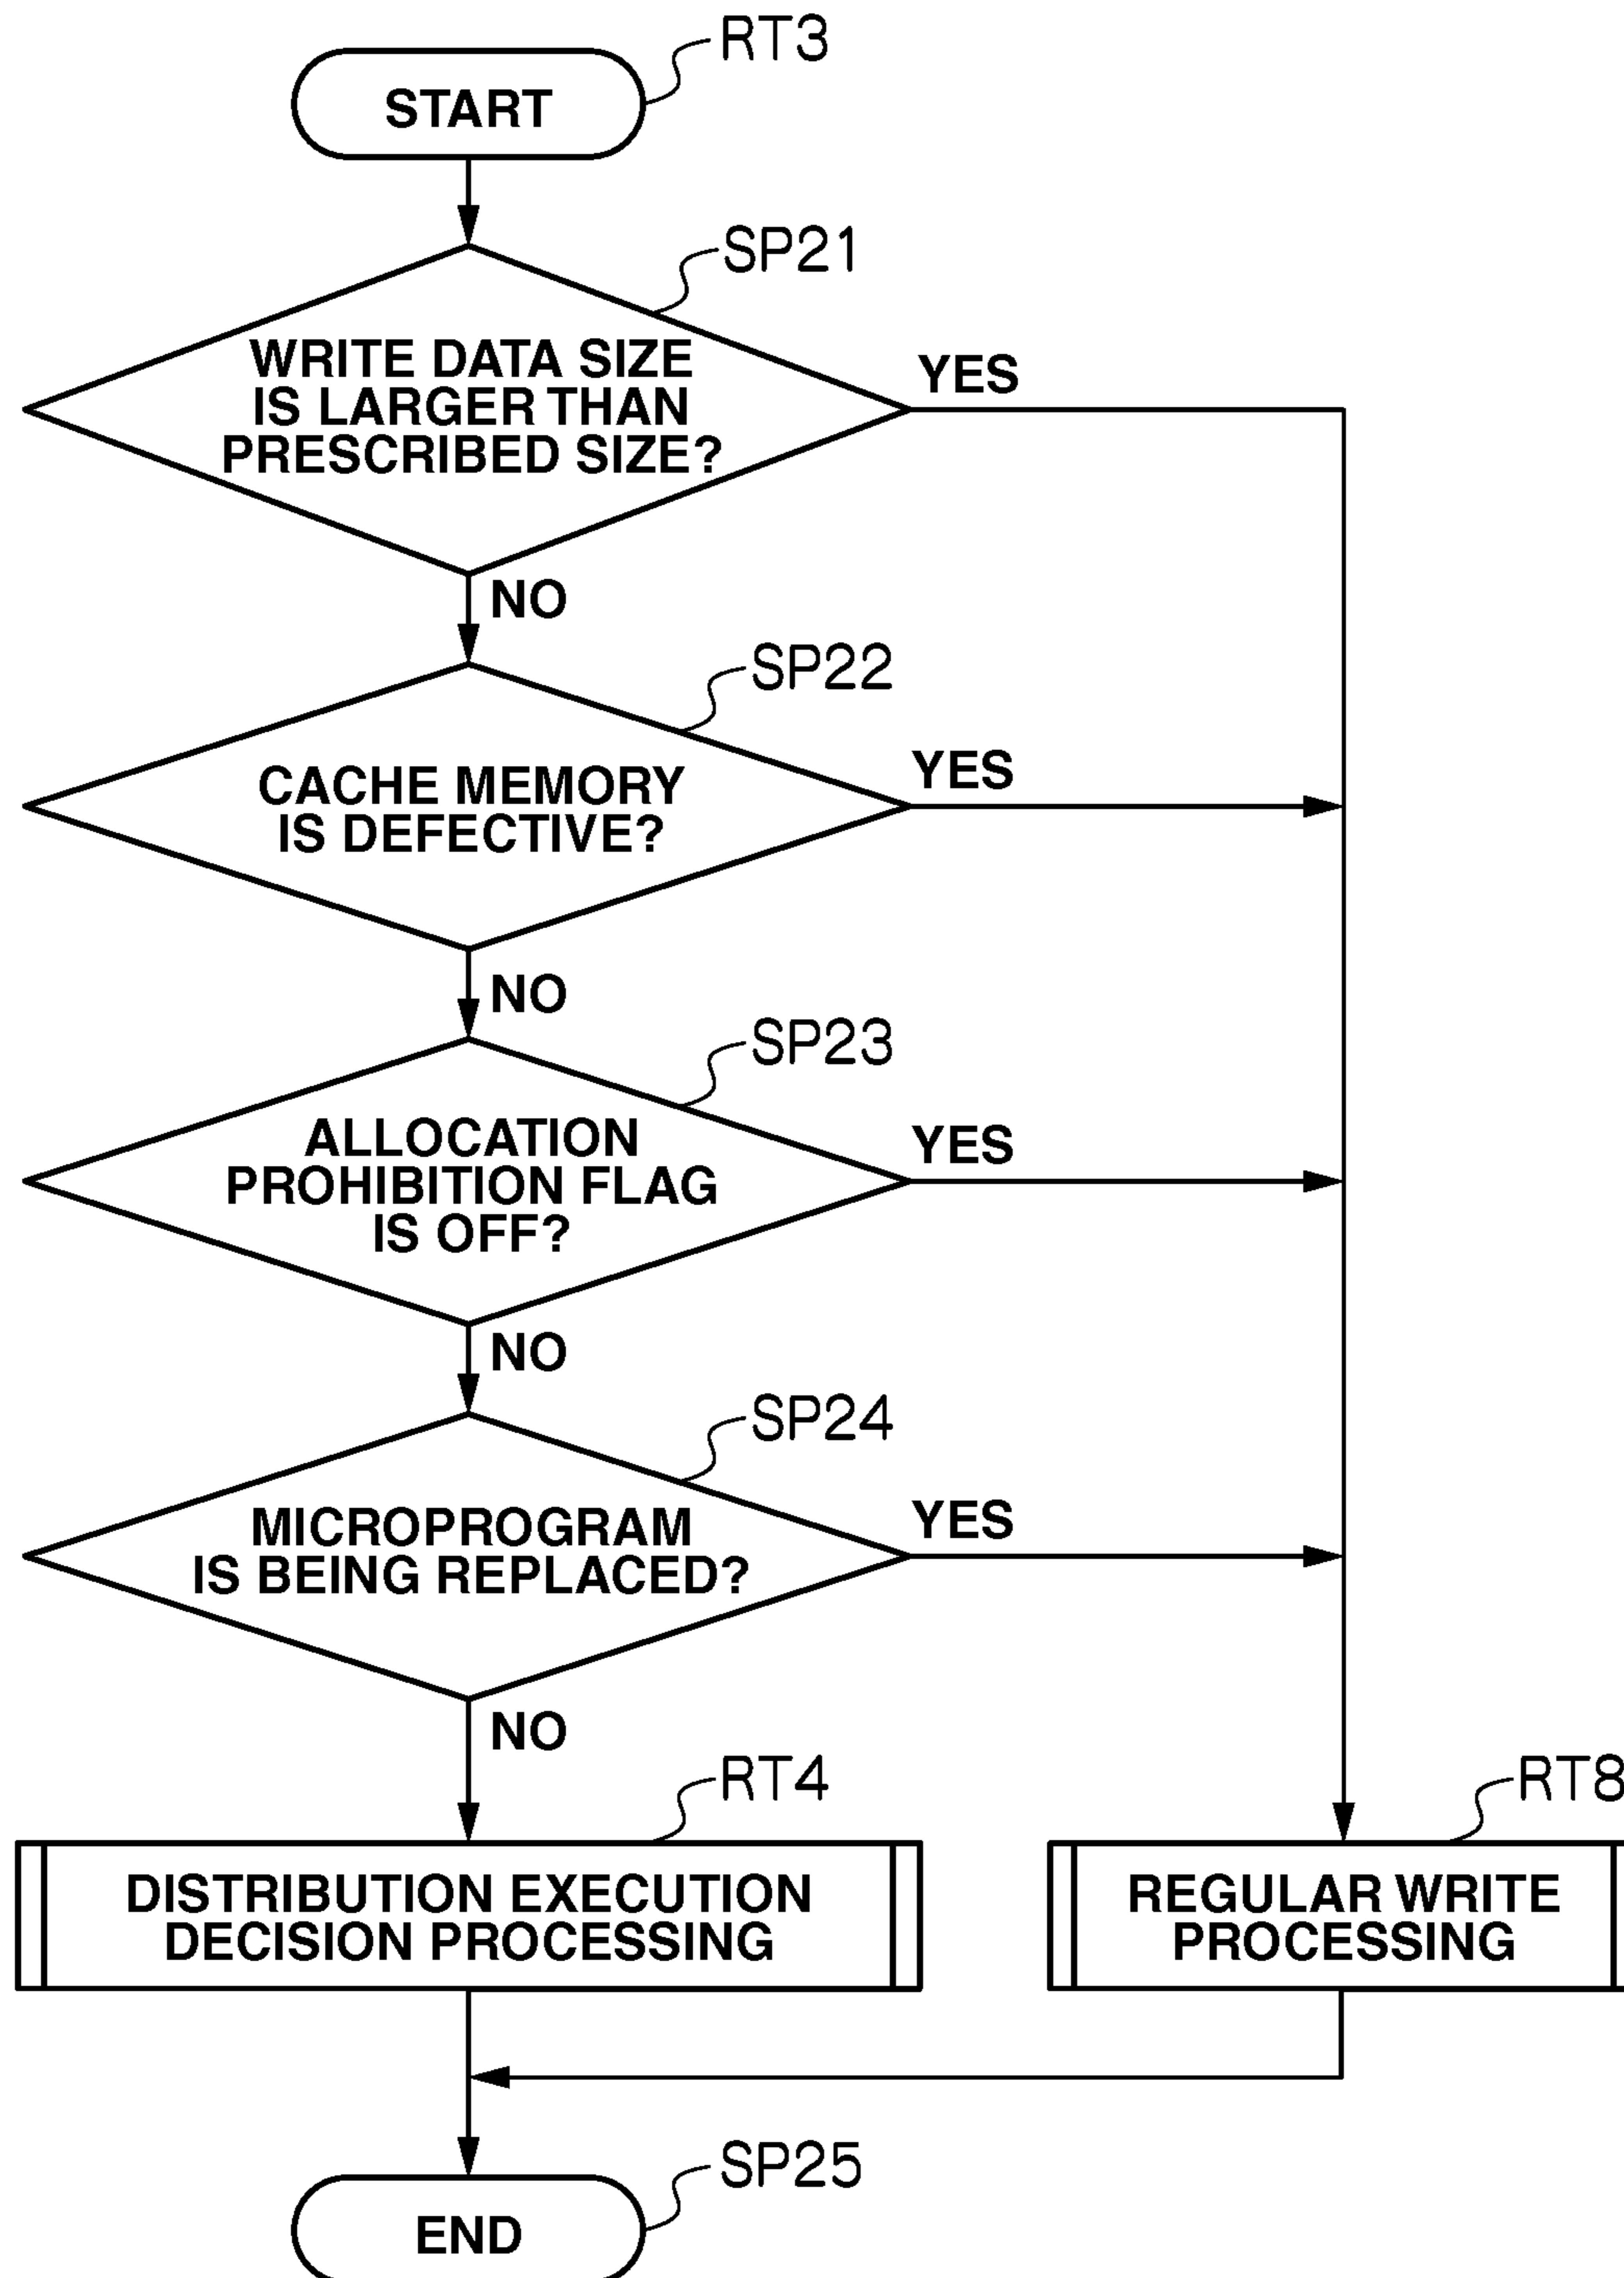 RT3
START
SP21
WRITE DATA SIZE
IS LARGER THAN
PRESCRIBED SIZE?
YES
NO
SP22
CACHE MEMORY
IS DEFECTIVE?
YES
NO
SP23
ALLOCATION
PROHIBITION FLAG
IS OFF?
YES
NO
SP24
MICROPROGRAM
IS BEING REPLACED?
YES
NO
RT4
DISTRIBUTION EXECUTION
DECISION PROCESSING
RT8
REGULAR WRITE
PROCESSING
SP25
END